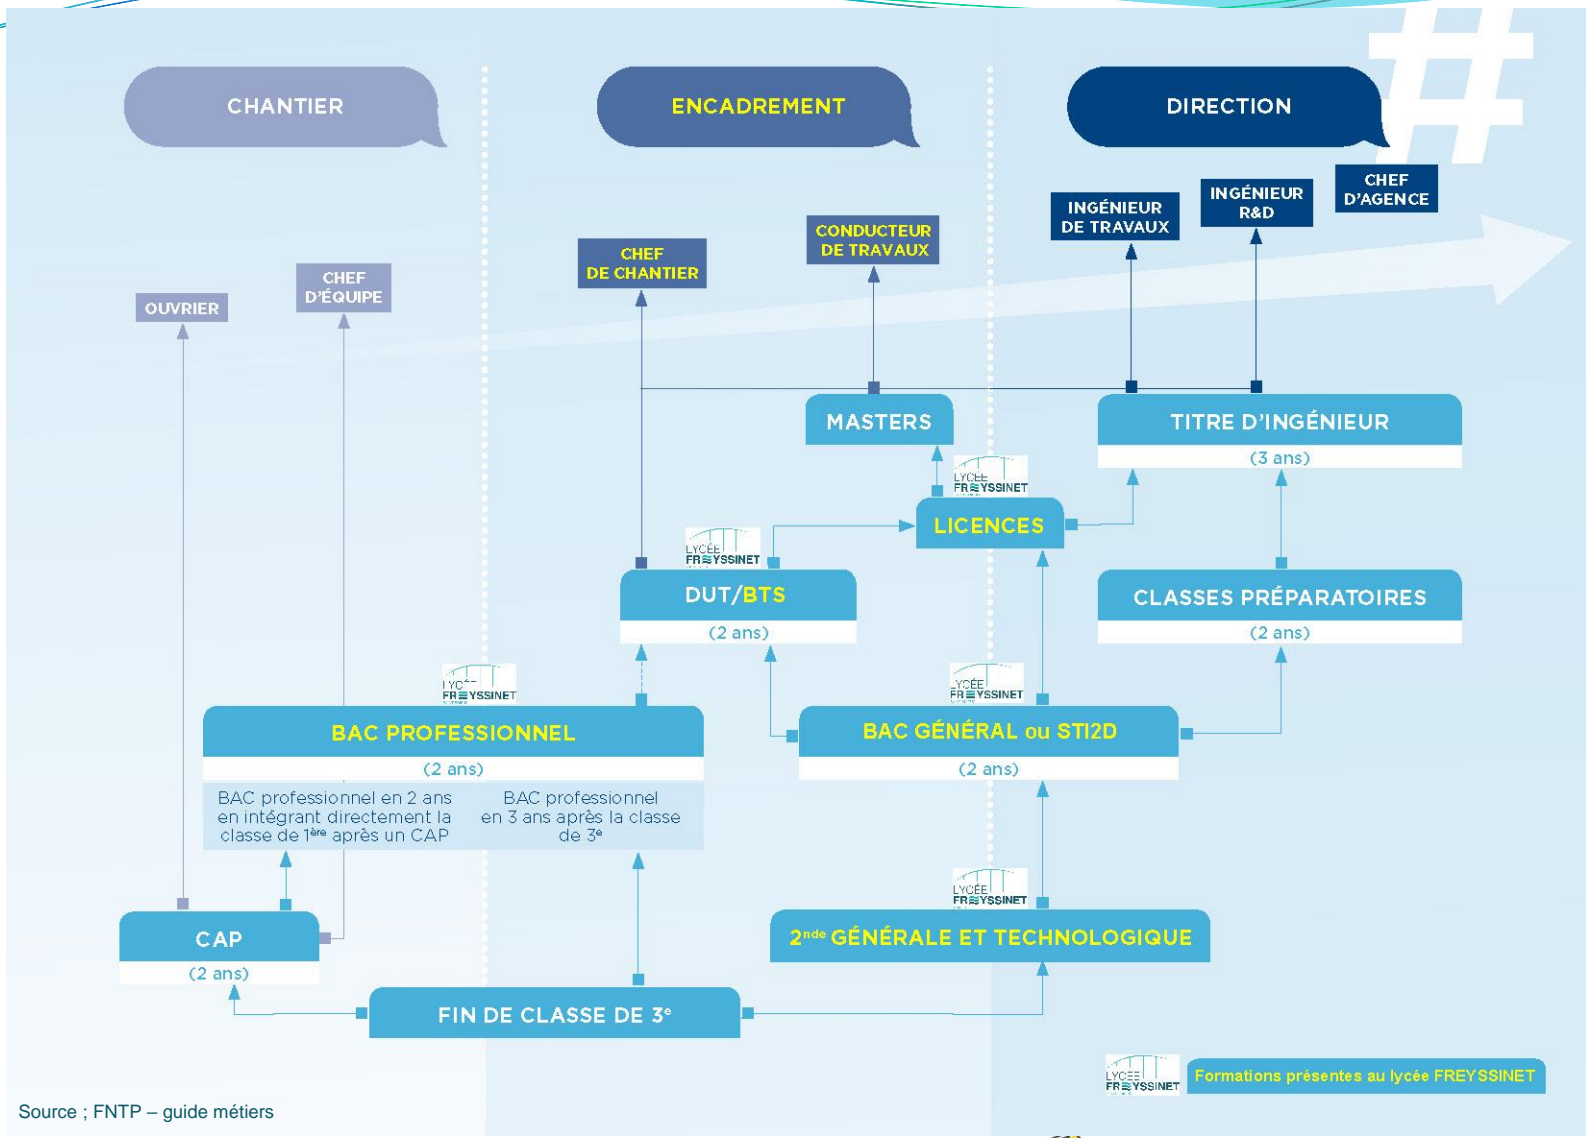 CHANTIER
ENCADREMENT
DIRECTION
CHEF
D'AGENCE
INGÉNIEUR
R&D
INGÉNIEUR
DE TRAVAUX
CONDUCTEUR
DE TRAVAUX
CHEF
DE CHANTIER
CHEF
D'ÉQUIPE
OUVRIER
MASTERS
TITRE D'INGÉNIEUR
(3 ans)
LYCÉE
FREYSSINET
LICENCES
LYCÉE
FREYSSINET
DUT/BTS
(2 ans)
CLASSES PRÉPARATOIRES
(2 ans)
LYCÉE
FREYSSINET
BAC PROFESSIONNEL
(2 ans)
BAC professionnel en 2 ans
en intégrant directement la
classe de 1ère après un CAP
BAC professionnel
en 3 ans après la classe
de 3e
LYCÉE
FREYSSINET
BAC GÉNÉRAL ou STI2D
(2 ans)
LYCÉE
FREYSSINET
CAP
(2 ans)
2nde GÉNÉRALE ET TECHNOLOGIQUE
FIN DE CLASSE DE 3e
LYCÉE
FREYSSINET
Formations présentes au lycée FREYSSINET
Source ; FNTP – guide métiers